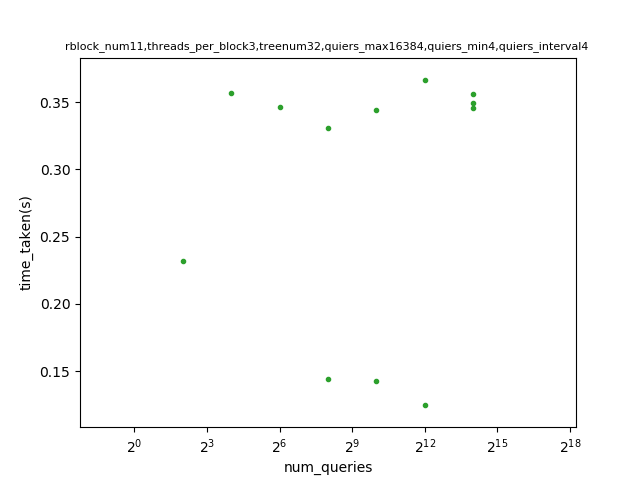 rblock_num11,threads_per_block3,treenum32,quiers_max16384,quiers_min4,quiers_interval4
0.35
0.30
0.25
0.20
0.15
time_taken(s)
2^0 2^3 2^6 2^9 2^12 2^15 2^18
num_queries